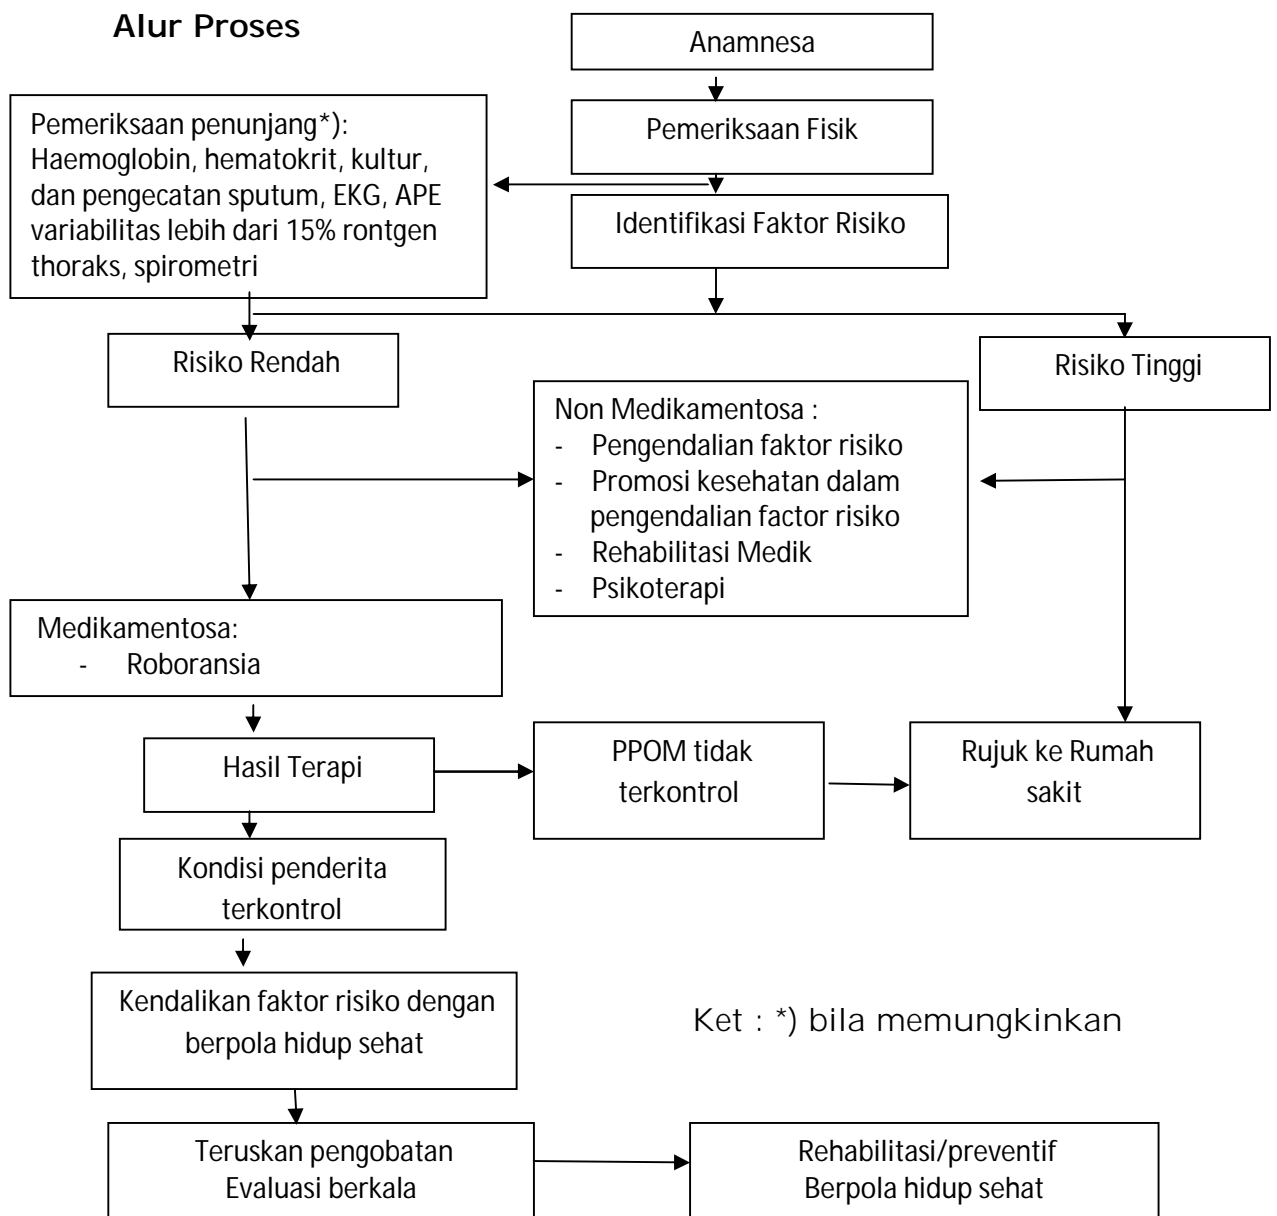 Alur Proses
Anamnesa
Pemeriksaan Fisik
Pemeriksaan penunjang*):
Haemoglobin, hematokrit, kultur,
dan pengecatan sputum, EKG, APE
variabilitas lebih dari 15% rontgen
thoraks, spirometri
Identifikasi Faktor Risiko
Risiko Rendah
Risiko Tinggi
Non Medikamentosa :
- Pengendalian faktor risiko
- Promosi kesehatan dalam
pengendalian factor risiko
- Rehabilitasi Medik
- Psikoterapi
Medikamentosa:
- Roboransia
Hasil Terapi
PPOM tidak
terkontrol
Rujuk ke Rumah
sakit
Kondisi penderita
terkontrol
Kendalikan faktor risiko dengan
berpola hidup sehat
Ket : *) bila memungkinkan
Teruskan pengobatan
Evaluasi berkala
Rehabilitasi/preventif
Berpola hidup sehat